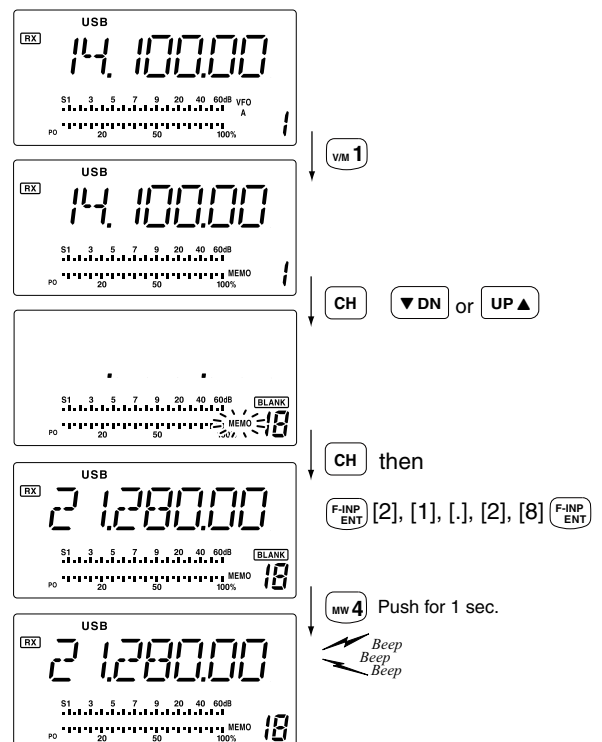 USB
RX
14.100.00
S1 3 5 7 9 20 40 60dB VFO
A
PO 20 50 100% 1
V/M 1
USB
RX
14.100.00
S1 3 5 7 9 20 40 60dB
MEMO
PO 20 50 100% 1
CH ▼DN or UP▲
. .
S1 3 5 7 9 20 40 60dB BLANK
MEMO 18
PO 20 50 100%
CH then
F-INP ENT [2], [1], [.], [2], [8] F-INP ENT
USB
RX
21.280.00
S1 3 5 7 9 20 40 60dB BLANK
MEMO 18
PO 20 50 100%
MW 4 Push for 1 sec.
Beep
Beep
Beep
USB
RX
21.280.00
S1 3 5 7 9 20 40 60dB
MEMO 18
PO 20 50 100%